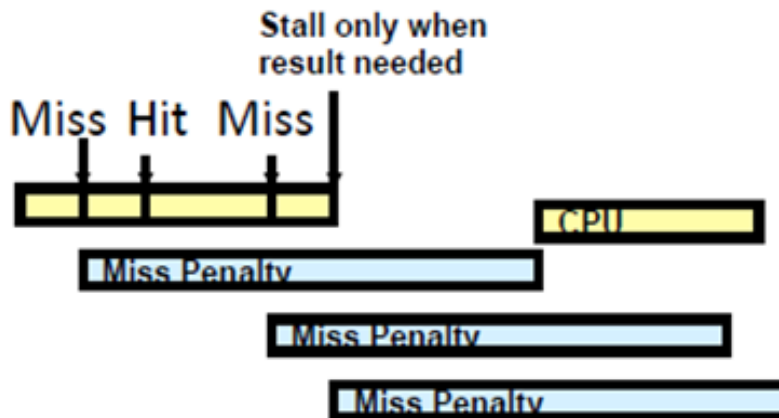 Stall only when
result needed
Miss Hit Miss
CPU
Miss Penalty
Miss Penalty
Miss Penalty